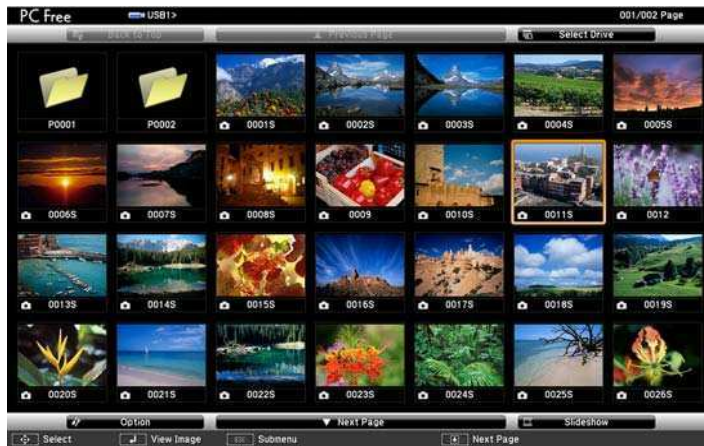 PC Free USB1> 001/002 Page
Back to Top Previous Page Select Drive
P0001 P0002 0001S 0002S 0003S 0004S 0005S
0006S 0007S 0008S 0009 0010S 0011S 0012
0013S 0014S 0015S 0016S 0017S 0018S 0019S
0020S 0021S 0022S 0023S 0024S 0025S 0026S
Option Next Page Slideshow
Select View Image Esc Submenu Next Page